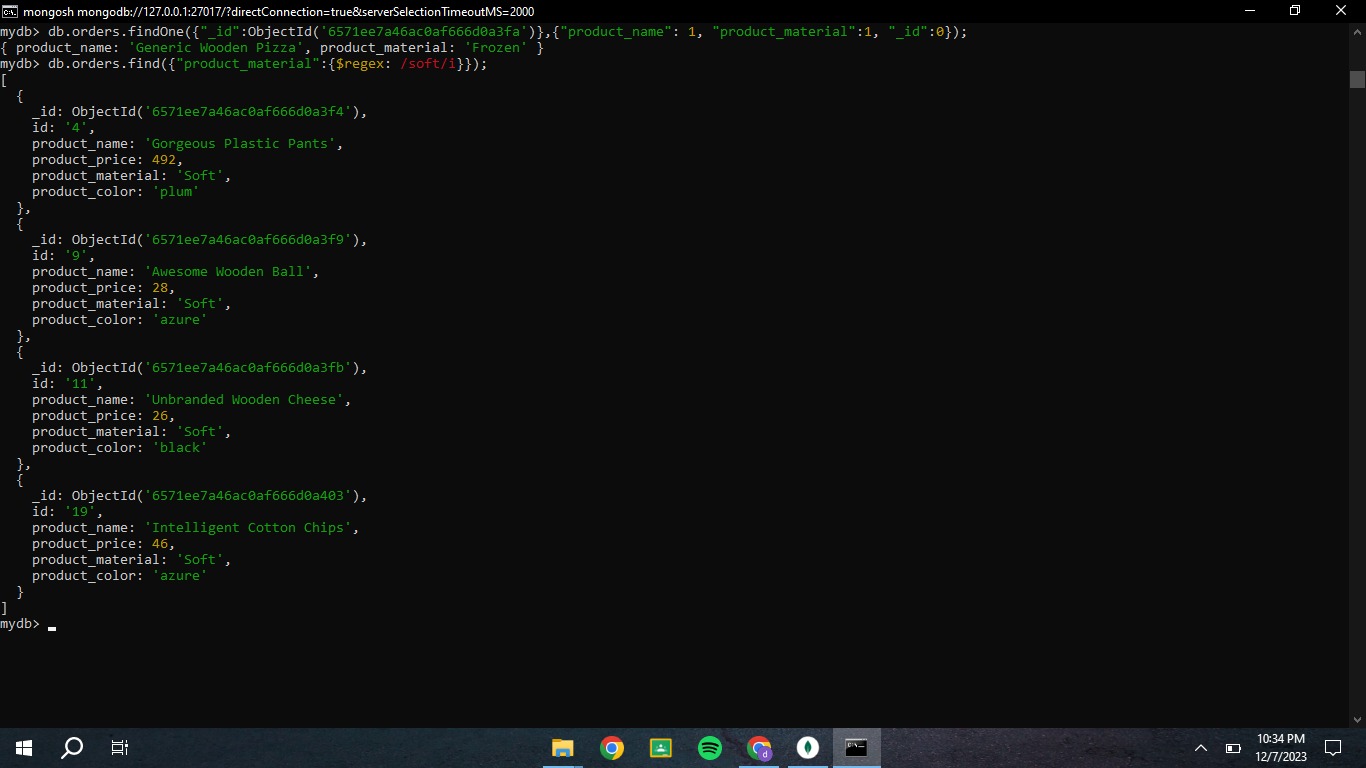 mongosh mongodb://127.0.0.1:27017/?directConnection=true&serverSelectionTimeoutMS=2000
mydb> db.orders.findOne({"_id":ObjectId('6571ee7a46ac0af666d0a3fa')},{"product_name": 1, "product_material":1, "_id":0});
{ product_name: 'Generic Wooden Pizza', product_material: 'Frozen' }
mydb> db.orders.find({"product_material":{$regex: /soft/i}});
[
  {
    _id: ObjectId('6571ee7a46ac0af666d0a3f4'),
    id: '4',
    product_name: 'Gorgeous Plastic Pants',
    product_price: 492,
    product_material: 'Soft',
    product_color: 'plum'
  },
  {
    _id: ObjectId('6571ee7a46ac0af666d0a3f9'),
    id: '9',
    product_name: 'Awesome Wooden Ball',
    product_price: 28,
    product_material: 'Soft',
    product_color: 'azure'
  },
  {
    _id: ObjectId('6571ee7a46ac0af666d0a3fb'),
    id: '11',
    product_name: 'Unbranded Wooden Cheese',
    product_price: 26,
    product_material: 'Soft',
    product_color: 'black'
  },
  {
    _id: ObjectId('6571ee7a46ac0af666d0a403'),
    id: '19',
    product_name: 'Intelligent Cotton Chips',
    product_price: 46,
    product_material: 'Soft',
    product_color: 'azure'
  }
]
mydb>
10:34 PM
12/7/2023